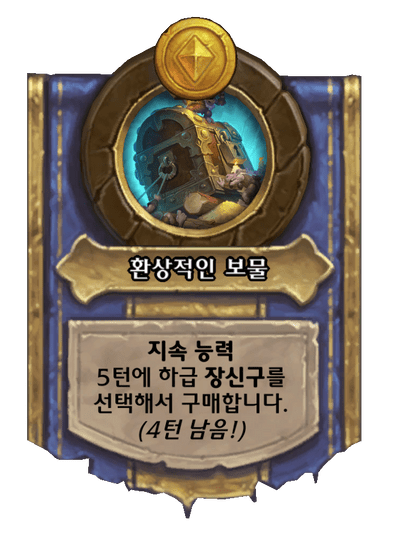 환상적인 보물
지속 능력
5턴에 하급 장신구를
선택해서 구매합니다.
(4턴 남음!)